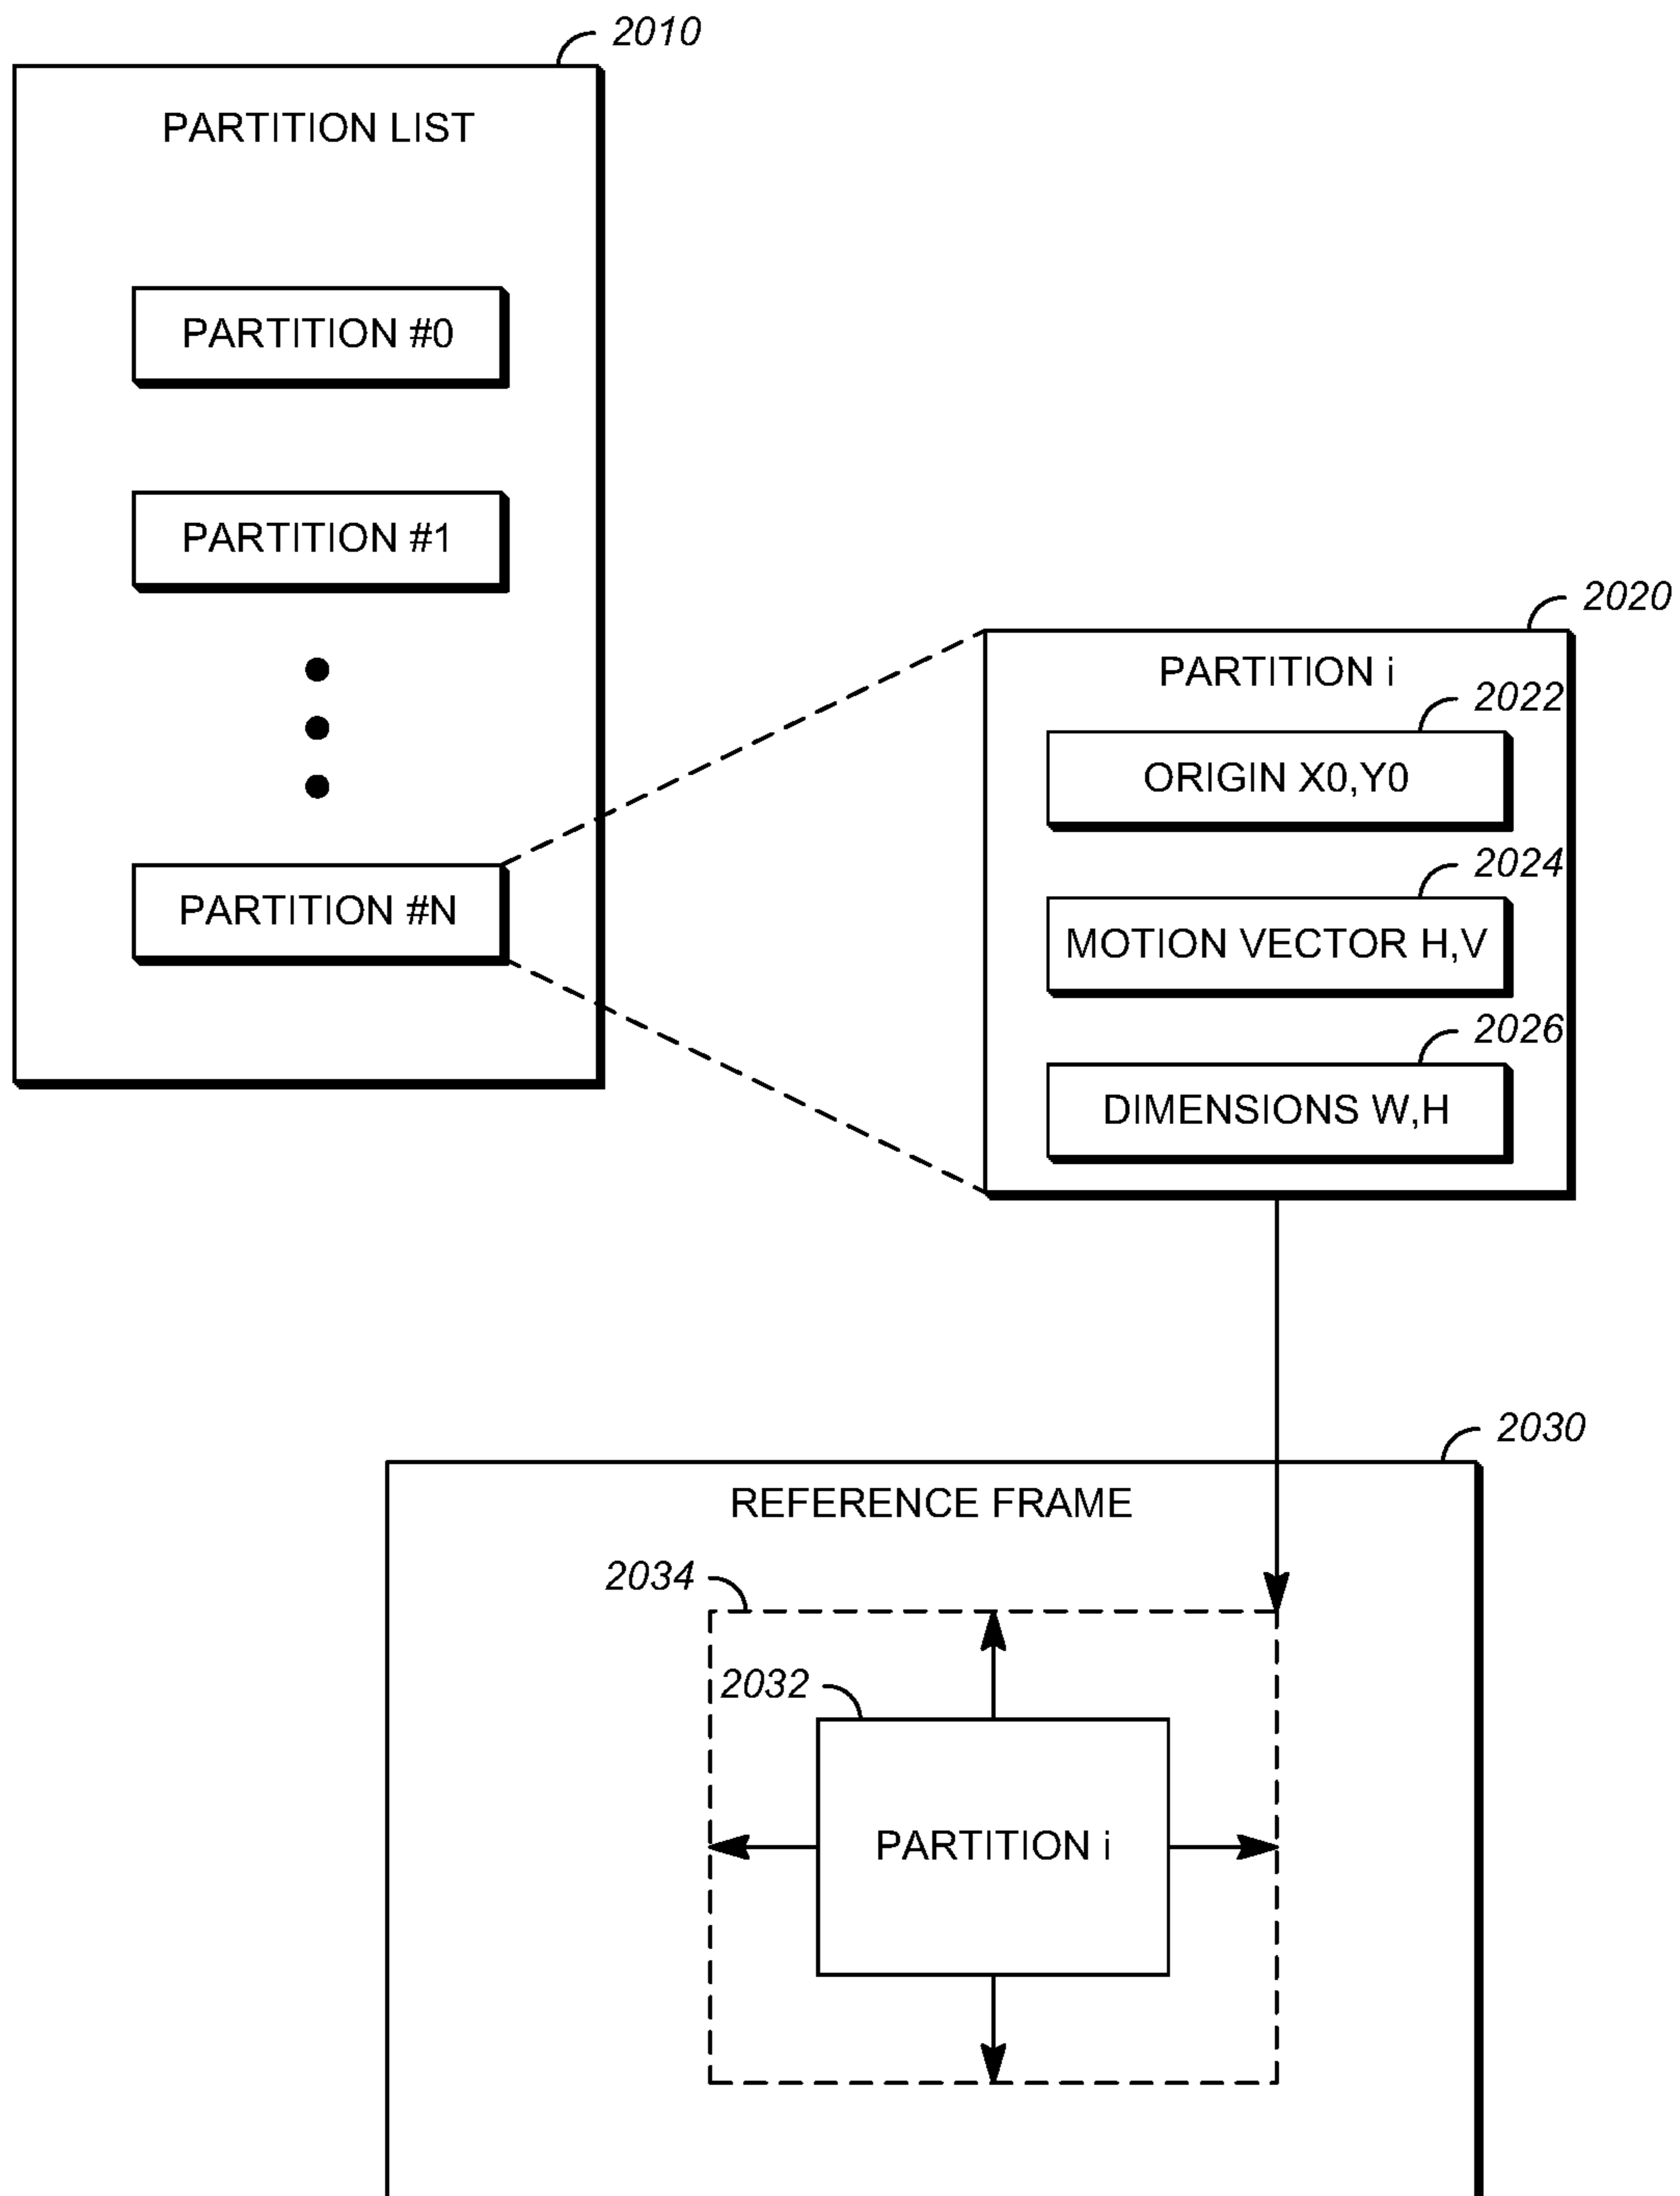 2010
PARTITION LIST
PARTITION #0
PARTITION #1
PARTITION #N
2020
PARTITION i
2022
ORIGIN X0,Y0
2024
MOTION VECTOR H,V
2026
DIMENSIONS W,H
2030
REFERENCE FRAME
2034
2032
PARTITION i